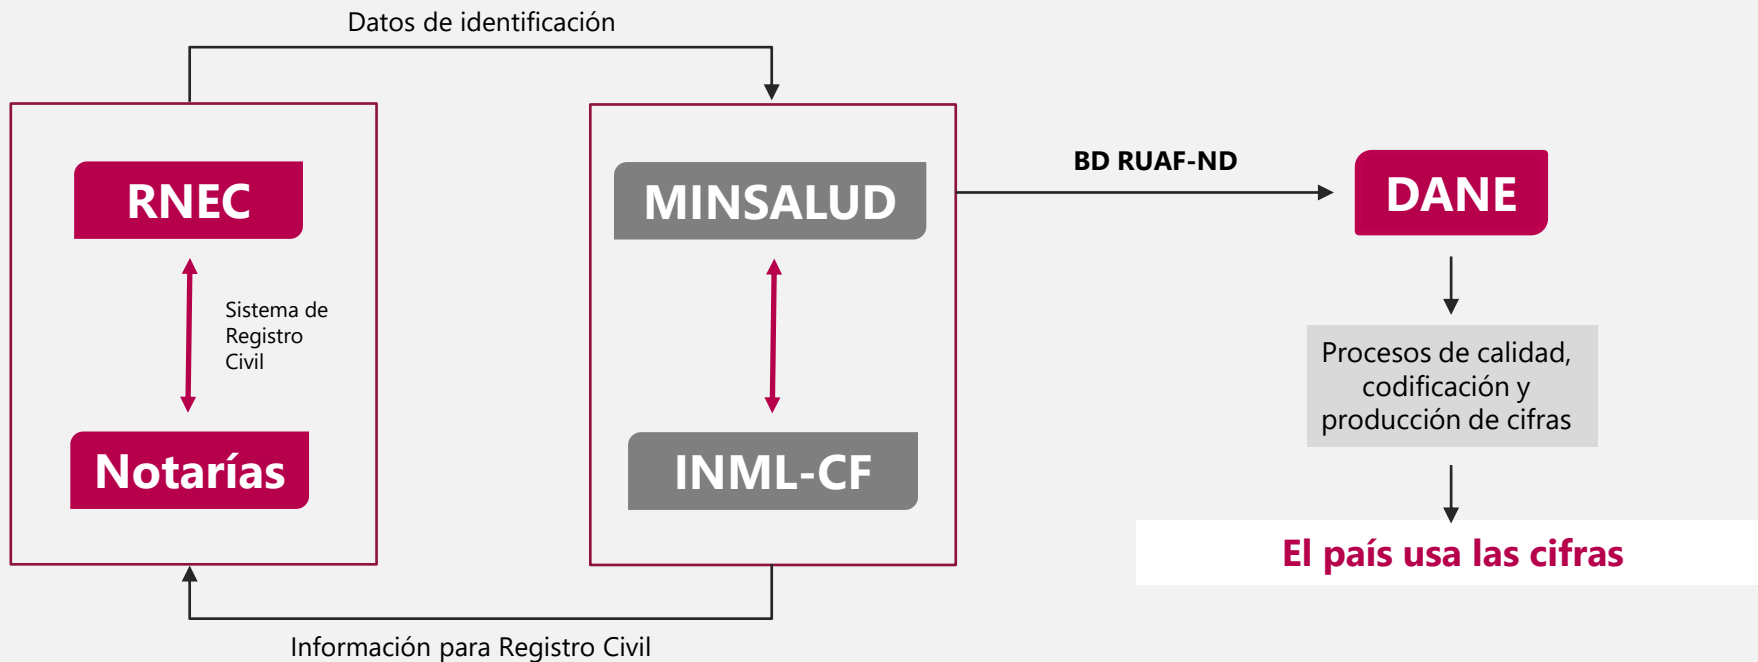 Datos de identificación
RNEC
Sistema de
Registro
Civil
Notarías
MINSALUD
INML-CF
Información para Registro Civil
BD RUAF-ND
DANE
Procesos de calidad,
codificación y
producción de cifras
El país usa las cifras